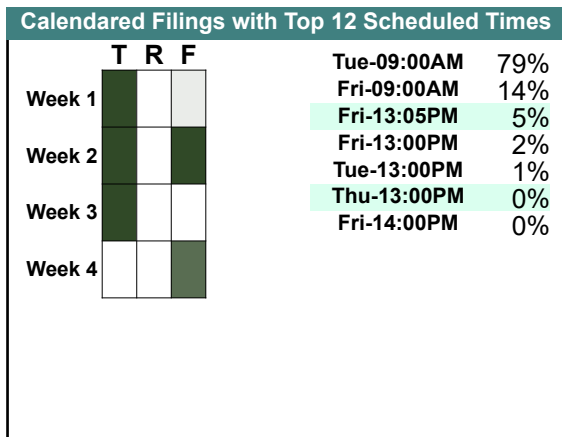 Calendared Filings with Top 12 Scheduled Times
T R F
Week 1
Week 2
Week 3
Week 4
Tue-09:00AM 79%
Fri-09:00AM 14%
Fri-13:05PM 5%
Fri-13:00PM 2%
Tue-13:00PM 1%
Thu-13:00PM 0%
Fri-14:00PM 0%